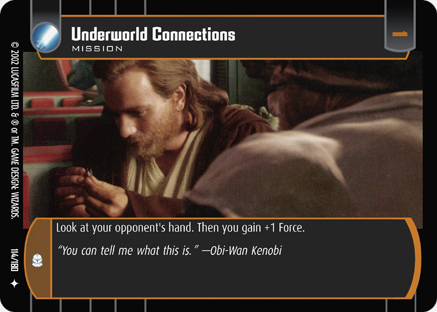 Underworld Connections
MISSION
© 2002 LUCASFILM LTD. & ® or TM. GAME DESIGN: WIZARDS.
Look at your opponent's hand. Then you gain +1 Force.
“You can tell me what this is.” —Obi-Wan Kenobi
114/180